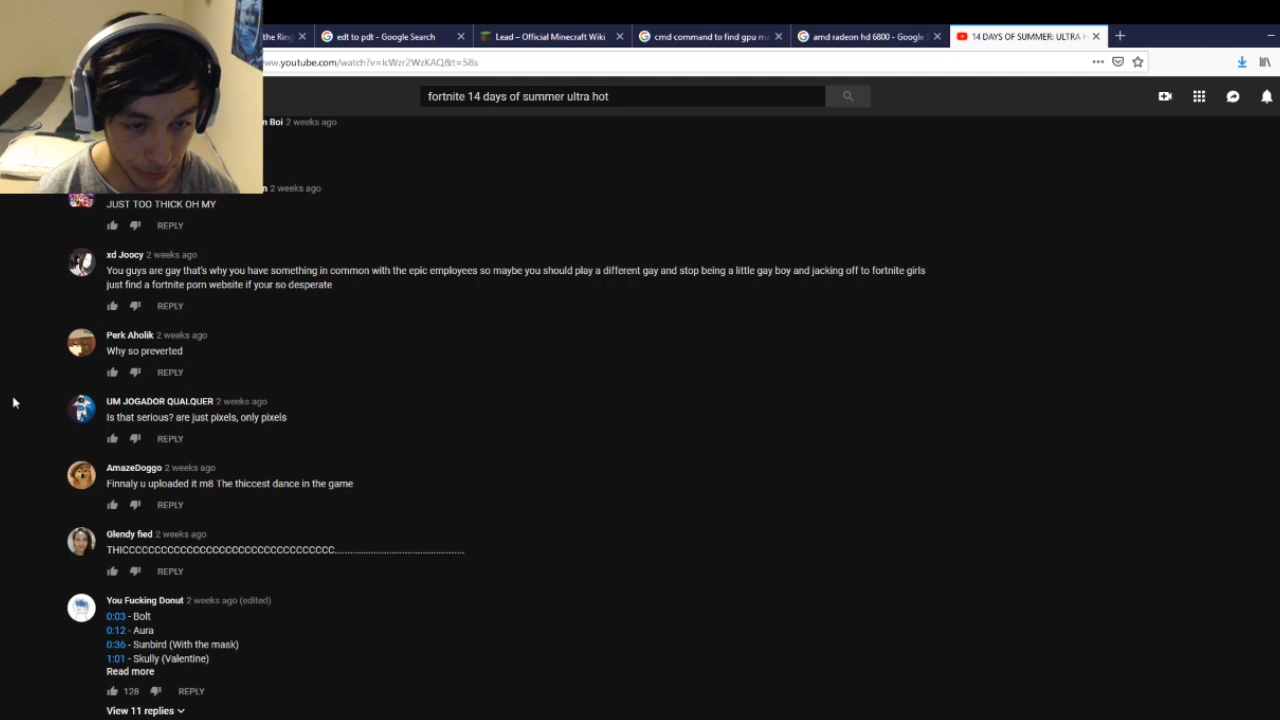 the Ring
edt to pdt - Google Search
Lead – Official Minecraft Wiki
cmd command to find gpu m
amd radeon hd 6800 - Google S
14 DAYS OF SUMMER: ULTRA H
youtube.com/watch?v=IcWzr2WzKAQ&t=58s
fortnite 14 days of summer ultra hot
n Boi 2 weeks ago
n 2 weeks ago
JUST TOO THICK OH MY
REPLY
xd Joocy 2 weeks ago
You guys are gay that's why you have something in common with the epic employees so maybe you should play a different gay and stop being a little gay boy and jacking off to fortnite girls
just find a fortnite porn website if your so desperate
REPLY
Perk Aholik 2 weeks ago
Why so preverted
REPLY
UM JOGADOR QUALQUER 2 weeks ago
Is that serious? are just pixels, only pixels
REPLY
AmazeDoggo 2 weeks ago
Finnaly u uploaded it m8 The thiccest dance in the game
REPLY
Glendy fied 2 weeks ago
THICCCCCCCCCCCCCCCCCCCCCCCCCCCCCCCCC..................................................
REPLY
You Fucking Donut 2 weeks ago (edited)
0:03 - Bolt
0:12 - Aura
0:36 - Sunbird (With the mask)
1:01 - Skully (Valentine)
Read more
128 REPLY
View 11 replies